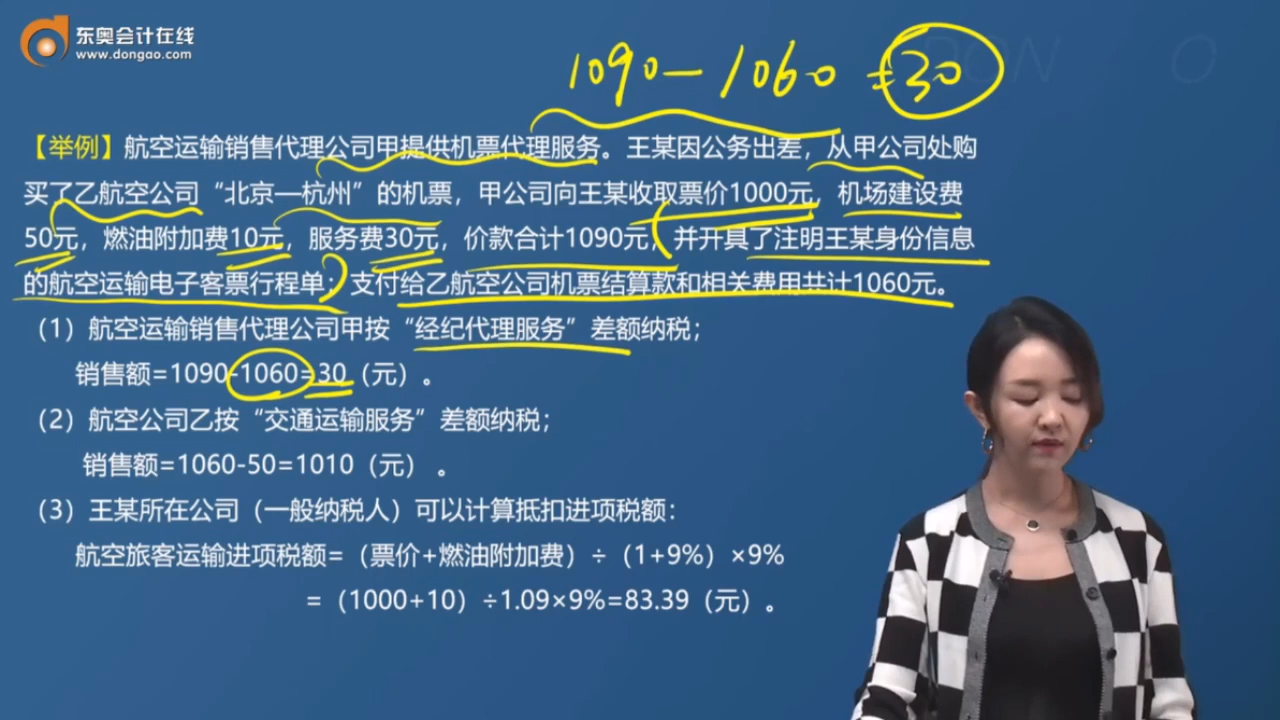 东奥会计在线
www.dongao.com
1090-1060=30
【举例】航空运输销售代理公司甲提供机票代理服务。王某因公务出差，从甲公司处购
买了乙航空公司“北京—杭州”的机票，甲公司向王某收取票价1000元，机场建设费
50元，燃油附加费10元，服务费30元，价款合计1090元，并开具了注明王某身份信息
的航空运输电子客票行程单；支付给乙航空公司机票结算款和相关费用共计1060元。
（1）航空运输销售代理公司甲按“经纪代理服务”差额纳税；
销售额=1090-1060=30（元）。
（2）航空公司乙按“交通运输服务”差额纳税；
销售额=1060-50=1010（元）。
（3）王某所在公司（一般纳税人）可以计算抵扣进项税额：
航空旅客运输进项税额=（票价+燃油附加费）÷（1+9%）×9%
=（1000+10）÷1.09×9%=83.39（元）。